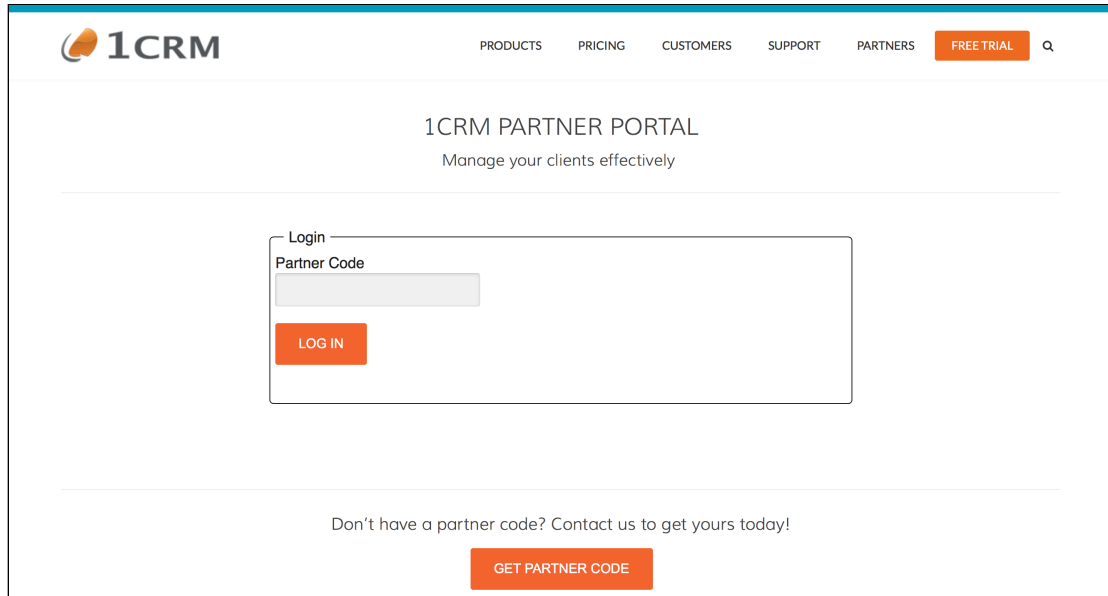 1CRM
PRODUCTS PRICING CUSTOMERS SUPPORT PARTNERS FREE TRIAL
1CRM PARTNER PORTAL
Manage your clients effectively
Login
Partner Code
LOG IN
Don't have a partner code? Contact us to get yours today!
GET PARTNER CODE